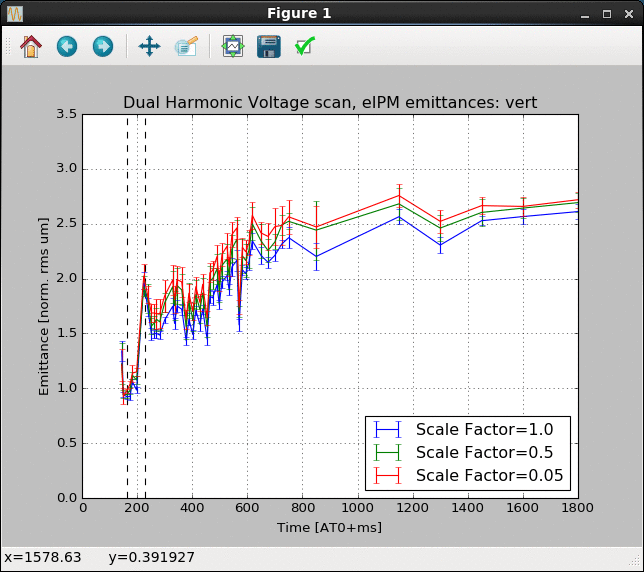 Figure 1
Dual Harmonic Voltage scan, eIPM emittances: vert
3.5
3.0
2.5
2.0
1.5
1.0
0.5
0.0
Emittance [norm. rms um]
Scale Factor=1.0
Scale Factor=0.5
Scale Factor=0.05
0 200 400 600 800 1000 1200 1400 1600 1800
Time [AT0+ms]
x=1578.63 y=0.391927